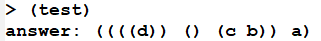 > (test)
answer: ((((d)) () (c b)) a)